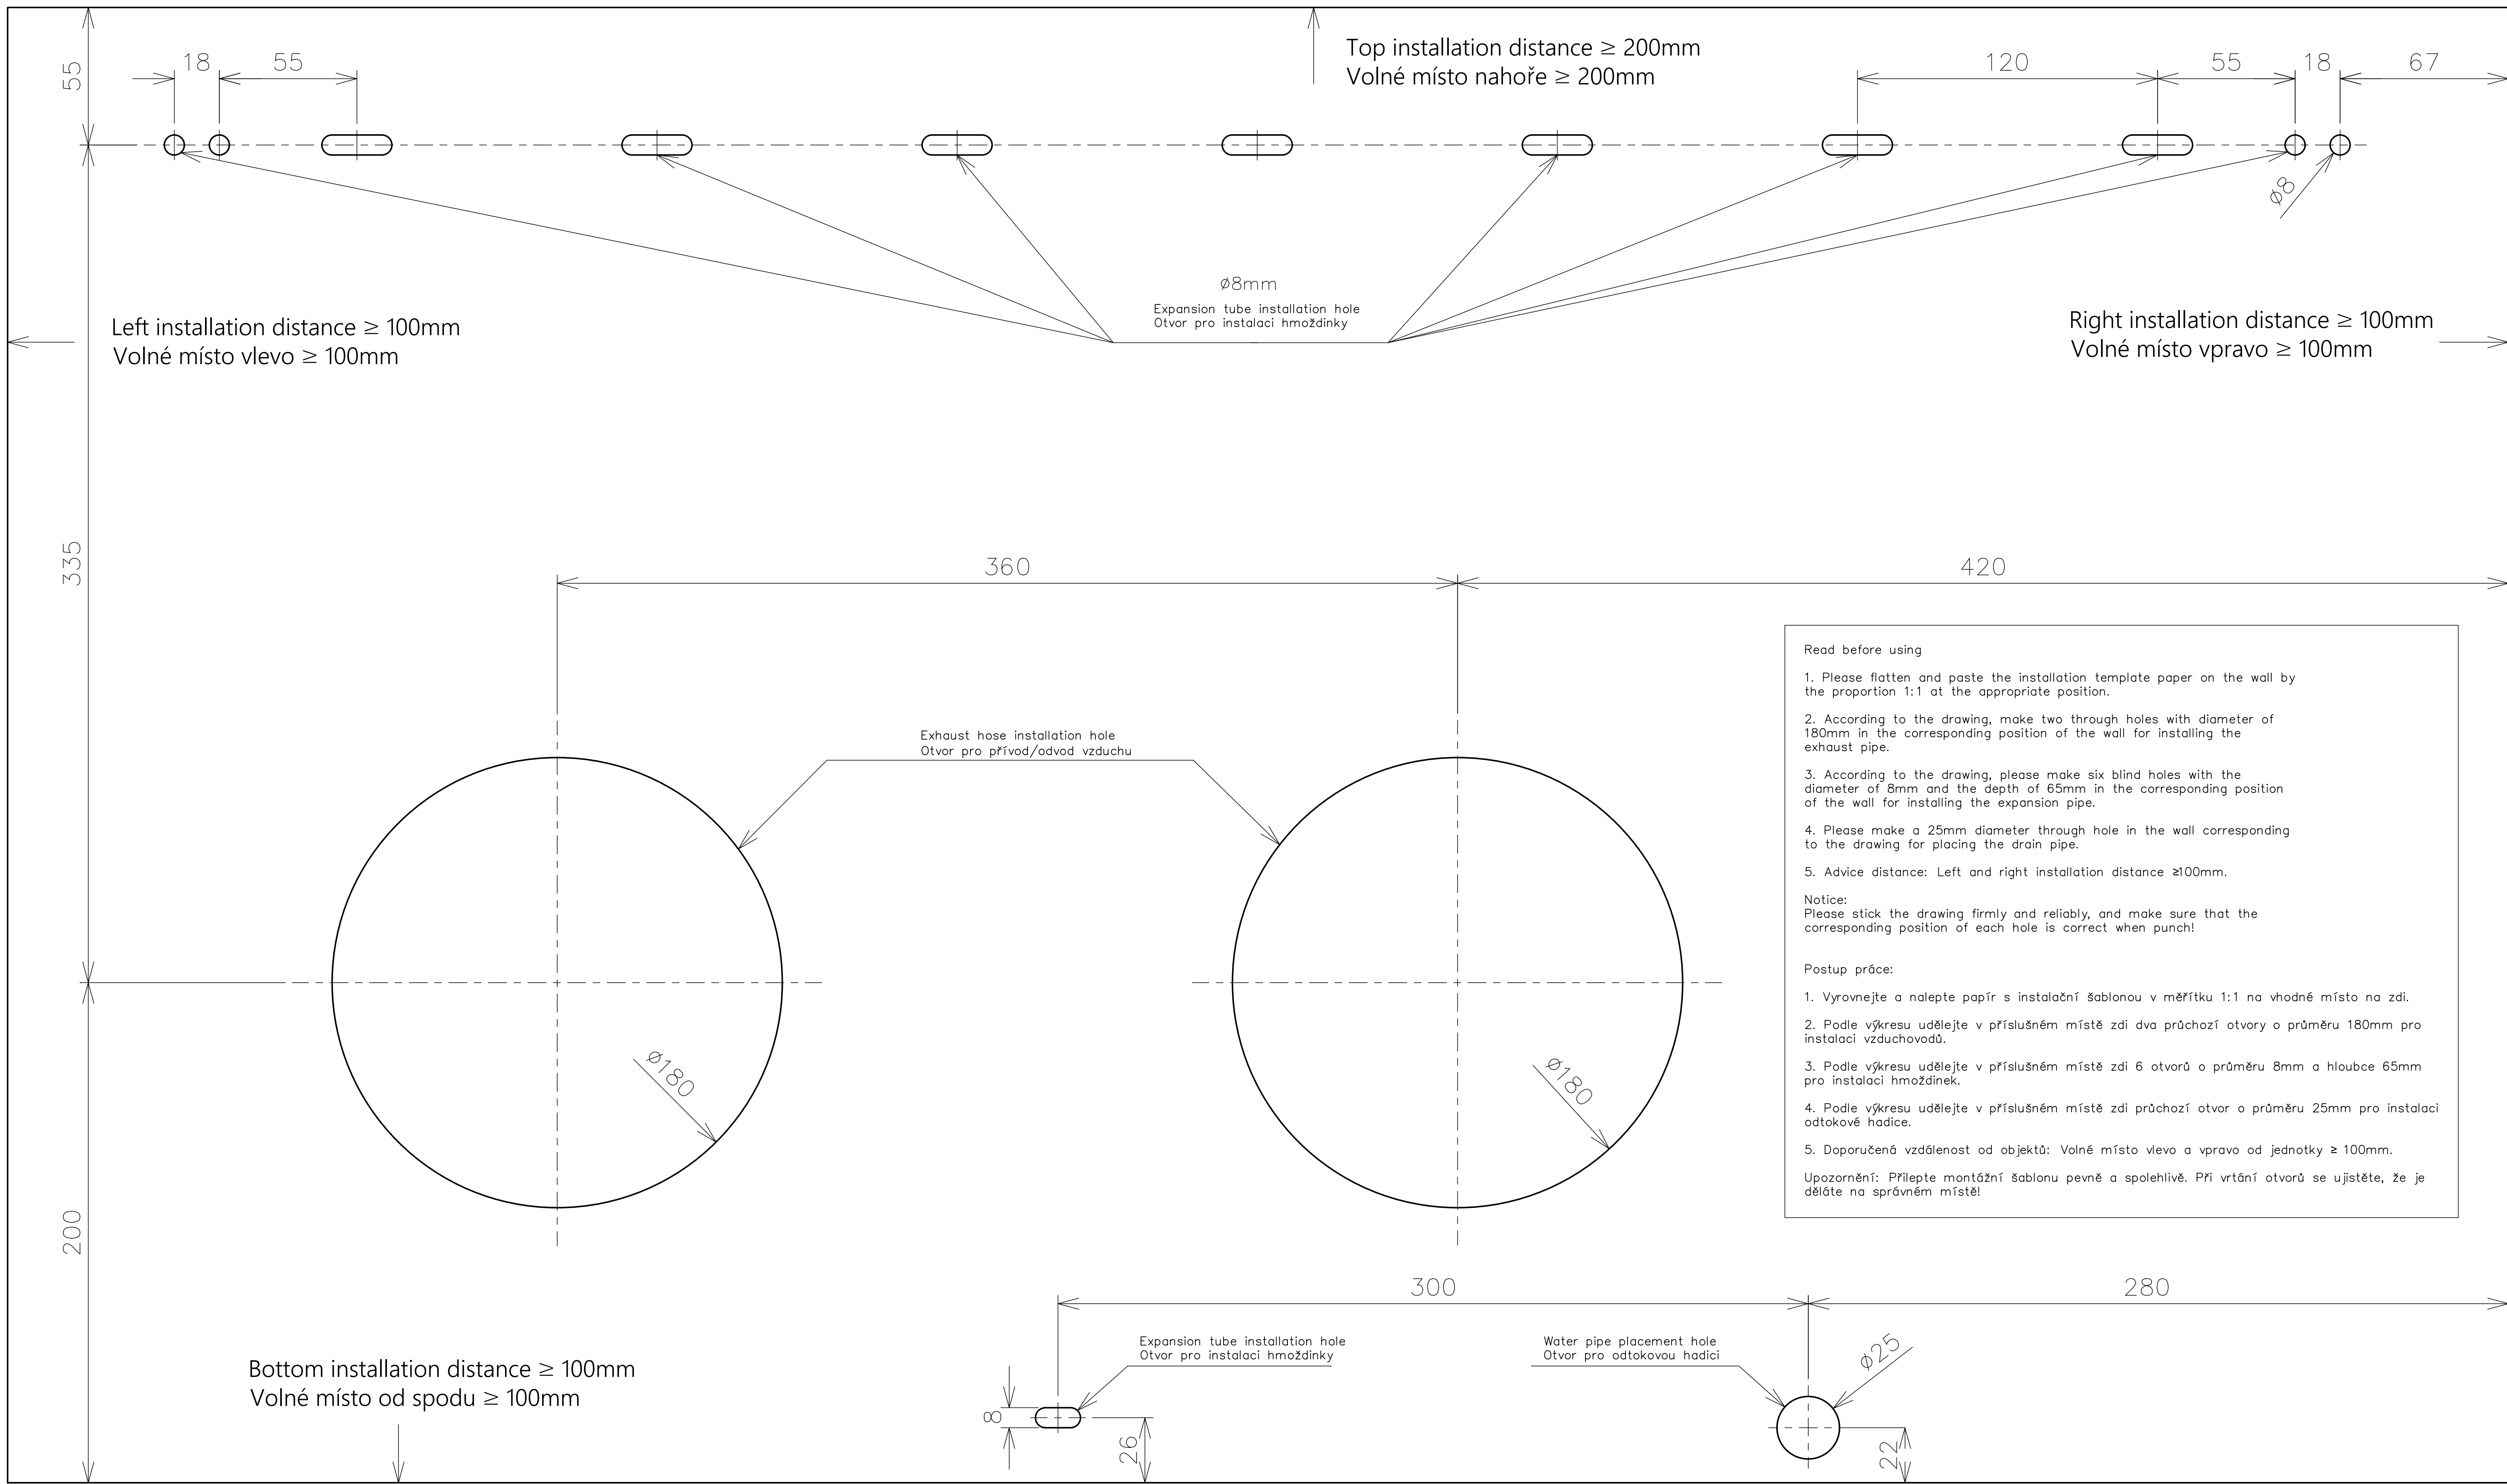 Top installation distance ≥ 200mm
Volné místo nahoře ≥ 200mm
55
18
55
120
55
18
67
ø8
ø8mm
Expansion tube installation hole
Otvor pro instalaci hmoždinky
Left installation distance ≥ 100mm
Volné místo vlevo ≥ 100mm
Right installation distance ≥ 100mm
Volné místo vpravo ≥ 100mm
335
360
420
Exhaust hose installation hole
Otvor pro přívod/odvod vzduchu
ø180
ø180
Read before using
1. Please flatten and paste the installation template paper on the wall by
the proportion 1:1 at the appropriate position.
2. According to the drawing, make two through holes with diameter of
180mm in the corresponding position of the wall for installing the
exhaust pipe.
3. According to the drawing, please make six blind holes with the
diameter of 8mm and the depth of 65mm in the corresponding position
of the wall for installing the expansion pipe.
4. Please make a 25mm diameter through hole in the wall corresponding
to the drawing for placing the drain pipe.
5. Advice distance: Left and right installation distance ≥100mm.
Notice:
Please stick the drawing firmly and reliably, and make sure that the
corresponding position of each hole is correct when punch!
Postup práce:
1. Vyrovnejte a nalepte papír s instalační šablonou v měřítku 1:1 na vhodné místo na zdi.
2. Podle výkresu udělejte v příslušném místě zdi dva průchozí otvory o průměru 180mm pro
instalaci vzduchovodů.
3. Podle výkresu udělejte v příslušném místě zdi 6 otvorů o průměru 8mm a hloubce 65mm
pro instalaci hmoždinek.
4. Podle výkresu udělejte v příslušném místě zdi průchozí otvor o průměru 25mm pro instalaci
odtokové hadice.
5. Doporučená vzdálenost od objektů: Volné místo vlevo a vpravo od jednotky ≥ 100mm.
Upozornění: Přilepte montážní šablonu pevně a spolehlivě. Při vrtání otvorů se ujistěte, že je
děláte na správném místě!
200
300
280
Bottom installation distance ≥ 100mm
Volné místo od spodu ≥ 100mm
Expansion tube installation hole
Otvor pro instalaci hmoždinky
Water pipe placement hole
Otvor pro odtokovou hadici
ø25
8
26
22